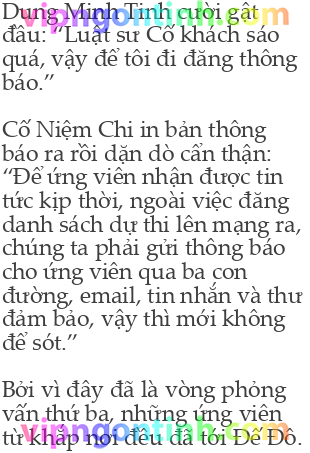 Dung Minh Tinh cười gật
đầu: “Luật sư Cố khách sáo
quá, vậy để tôi đi đăng thông
báo.”
Cố Niệm Chi in bản thông
báo ra rồi dặn dò cẩn thận:
“Để ứng viên nhận được tin
tức kịp thời, ngoài việc đăng
danh sách dự thi lên mạng ra,
chúng ta phải gửi thông báo
cho ứng viên qua ba con
đường, email, tin nhắn và thư
đảm bảo, vậy thì mới không
để sót.”
Bởi vì đây đã là vòng phỏng
vấn thứ ba, những ứng viên
từ khắp nơi đều đã tới Đế Đô.
vipngontinh.com
vipngontinh.com